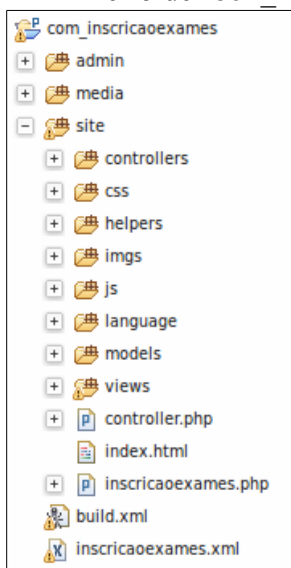 com_inscricaoexames
admin
media
site
controllers
css
helpers
imgs
js
language
models
views
controller.php
index.html
inscricaoexames.php
build.xml
inscricaoexames.xml